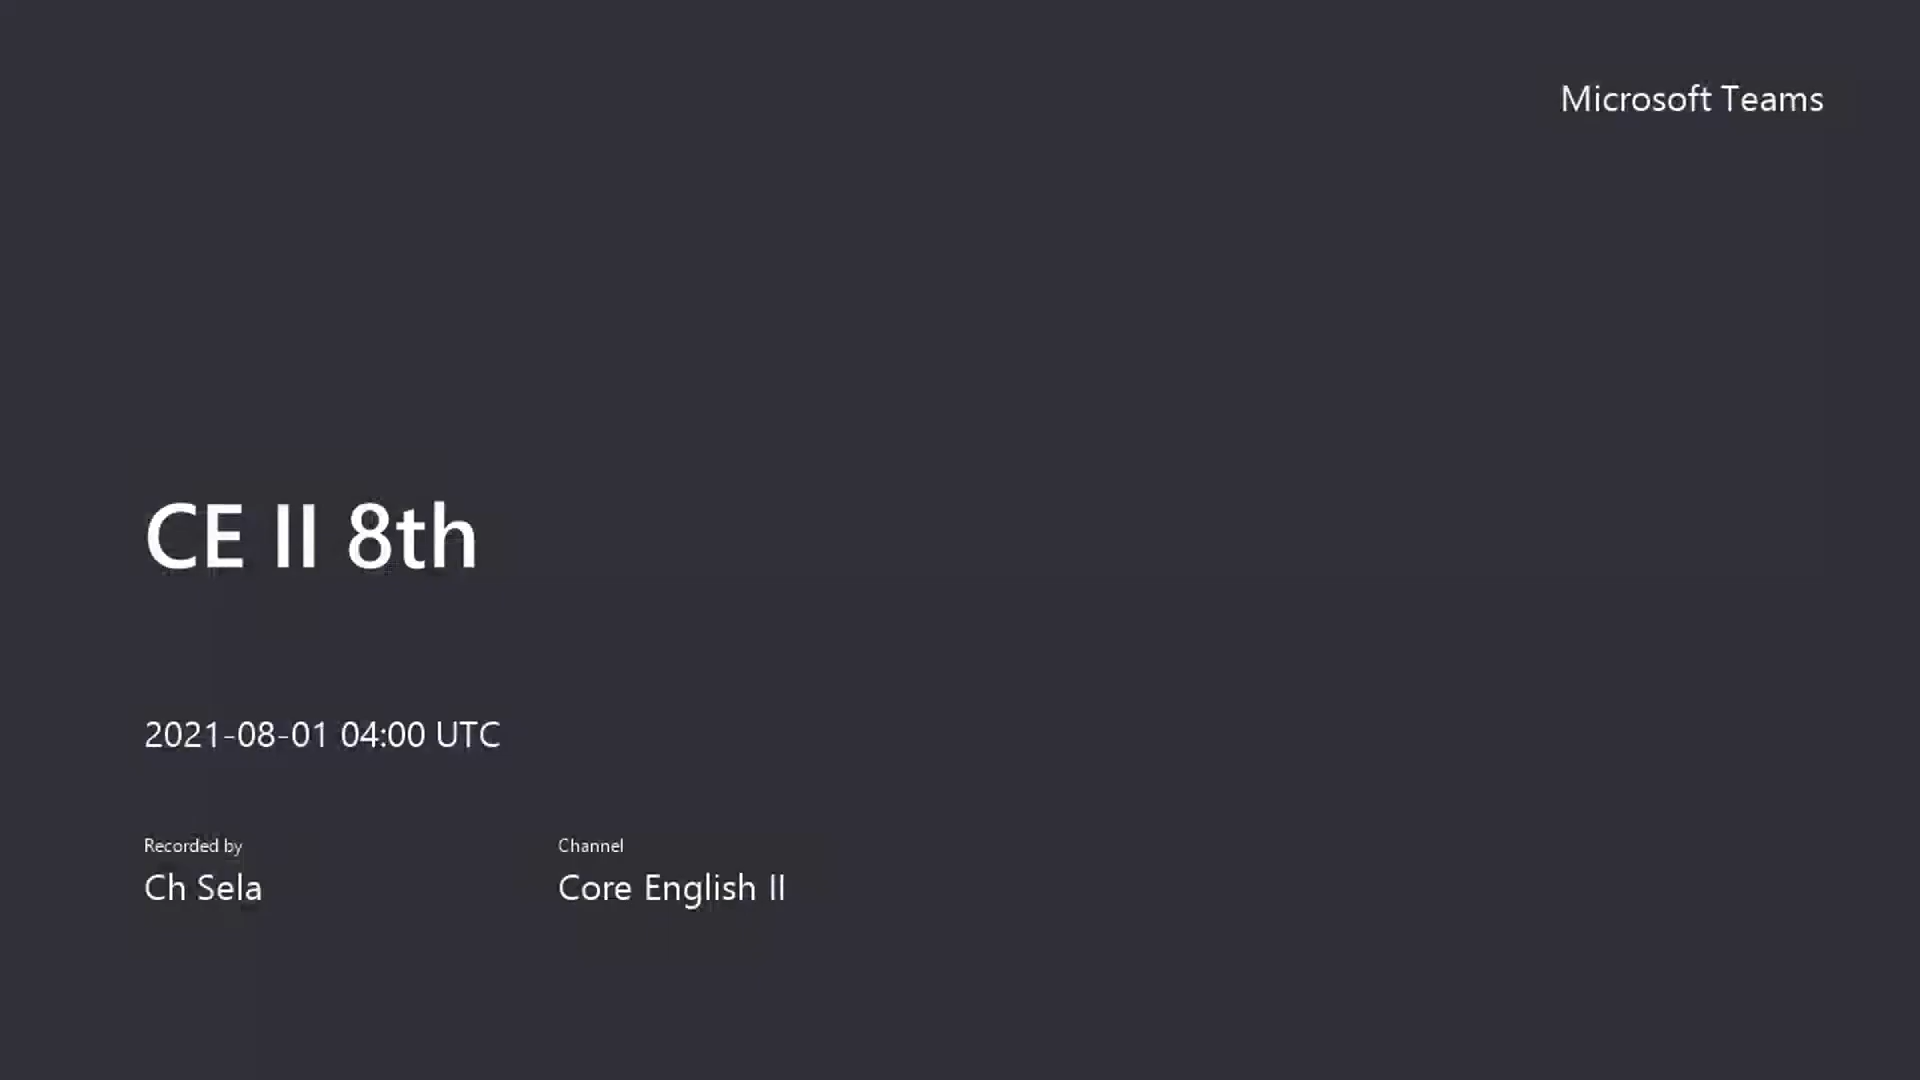 Microsoft Teams
CE II 8th
2021-08-01 04:00 UTC
Recorded by
Ch Sela
Channel
Core English II